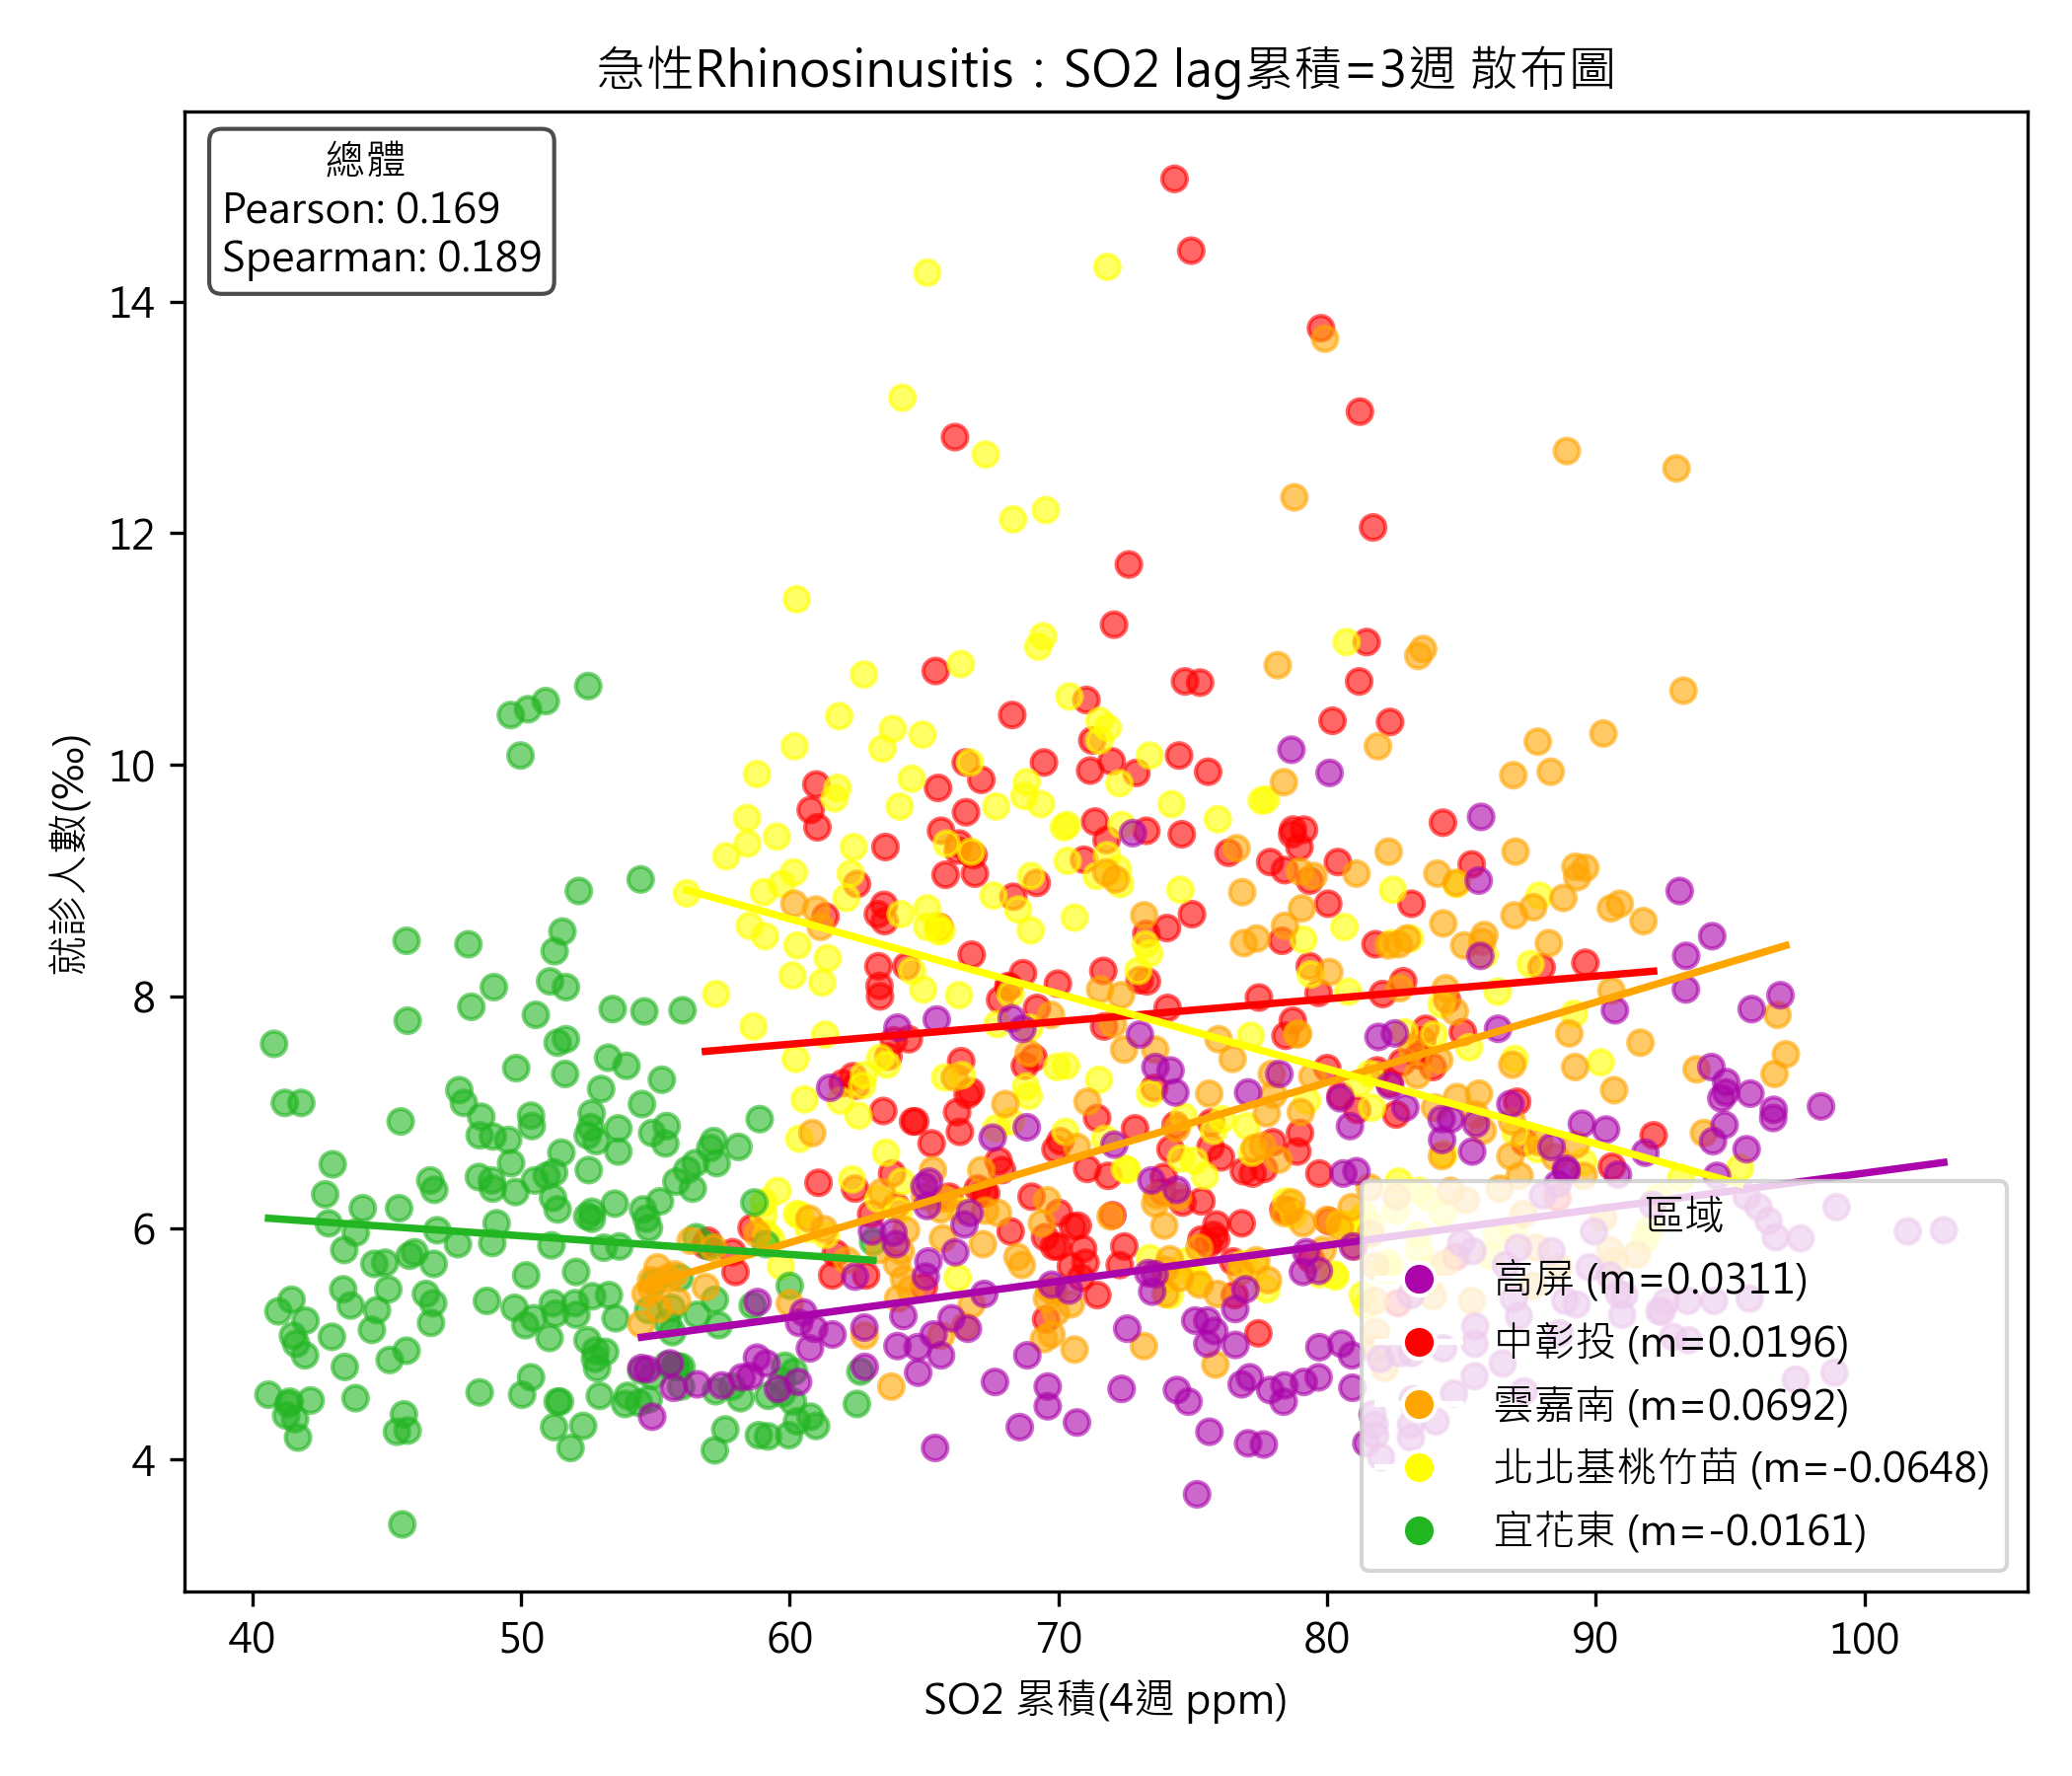 急性Rhinosinusitis：SO2 lag累積=3週 散布圖
總體
Pearson: 0.169
Spearman: 0.189
就診人數(‰)
14
12
10
8
6
4
區域
高屏 (m=0.0311)
中彰投 (m=0.0196)
雲嘉南 (m=0.0692)
北北基桃竹苗 (m=-0.0648)
宜花東 (m=-0.0161)
40 50 60 70 80 90 100
SO2 累積(4週 ppm)